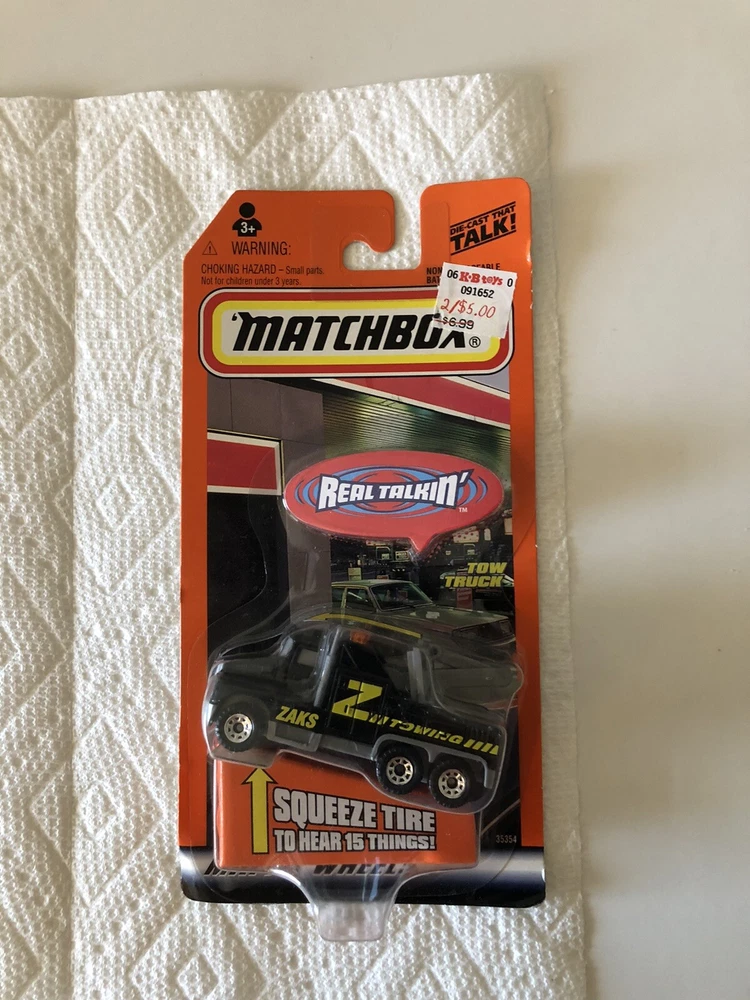 3+
WARNING:
CHOKING HAZARD – Small parts.
Not for children under 3 years.
DIE-CAST THAT
TALK!
06 K·B toys 0
091652
2/$5.00
$6.99
MATCHBOX®
REAL TALKIN'™
TOW
TRUCK
ZAKS Z TOWING
SQUEEZE TIRE
TO HEAR 15 THINGS!
35354